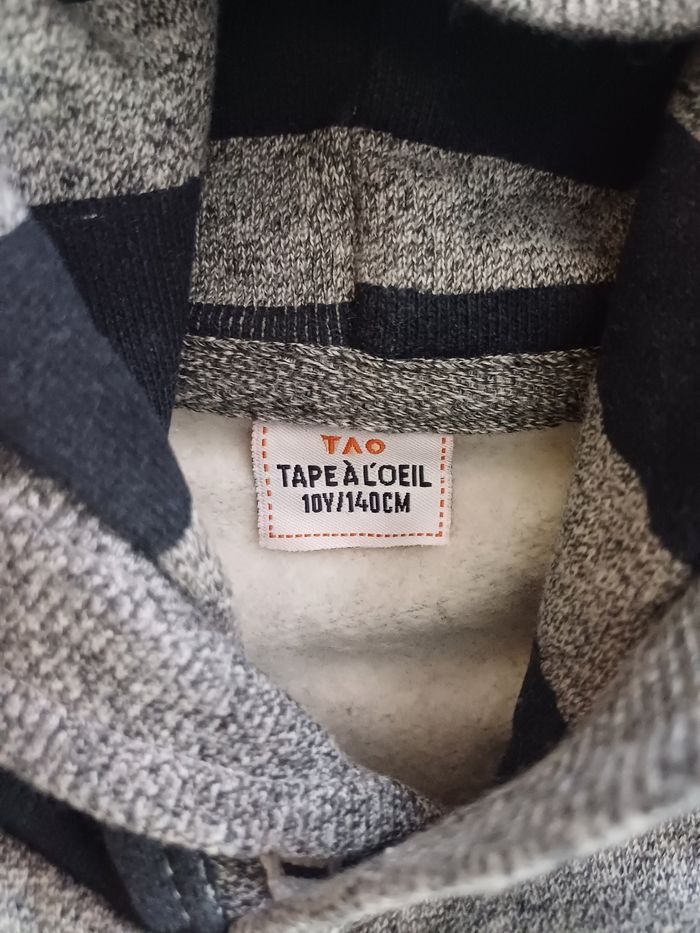 TAO
TAPE À L'OEIL
10Y/140CM